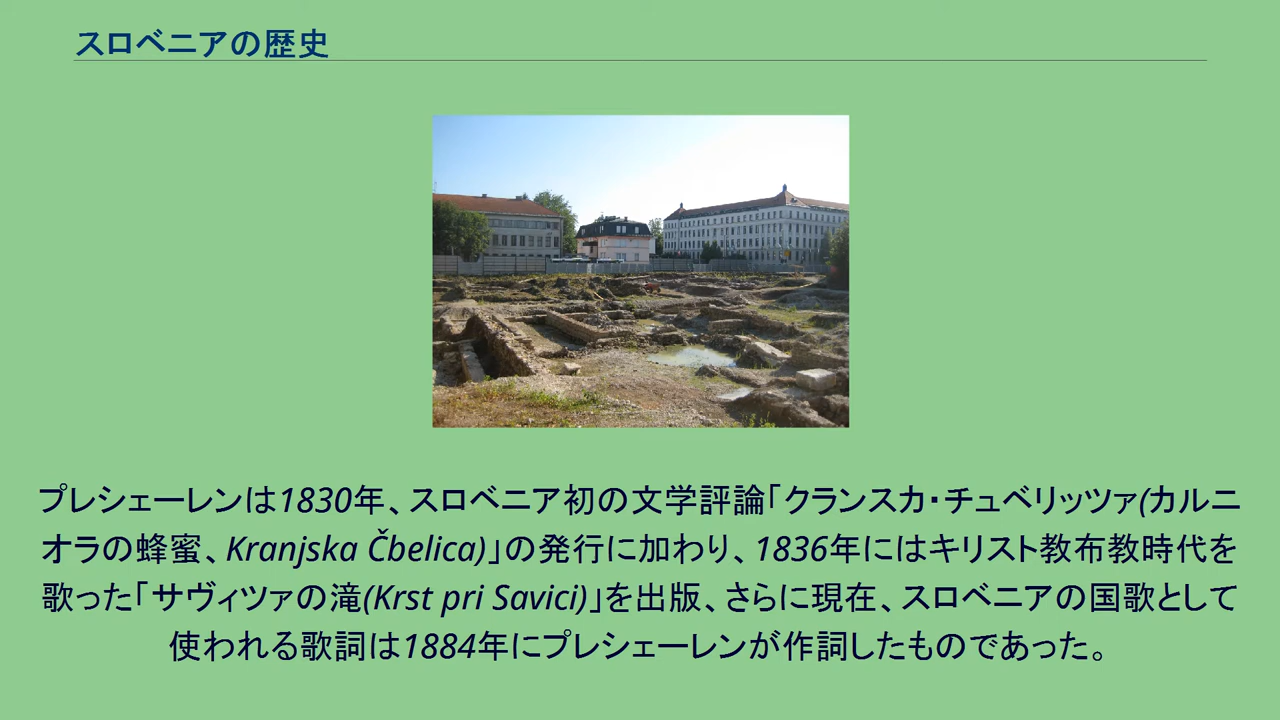 スロベニアの歴史
プレシェーレンは1830年、スロベニア初の文学評論「クランスカ・チュベリッツァ(カルニ
オラの蜂蜜、Kranjska Čbelica)」の発行に加わり、1836年にはキリスト教布教時代を
歌った「サヴィツァの滝(Krst pri Savici)」を出版、さらに現在、スロベニアの国歌として
使われる歌詞は1884年にプレシェーレンが作詞したものであった。